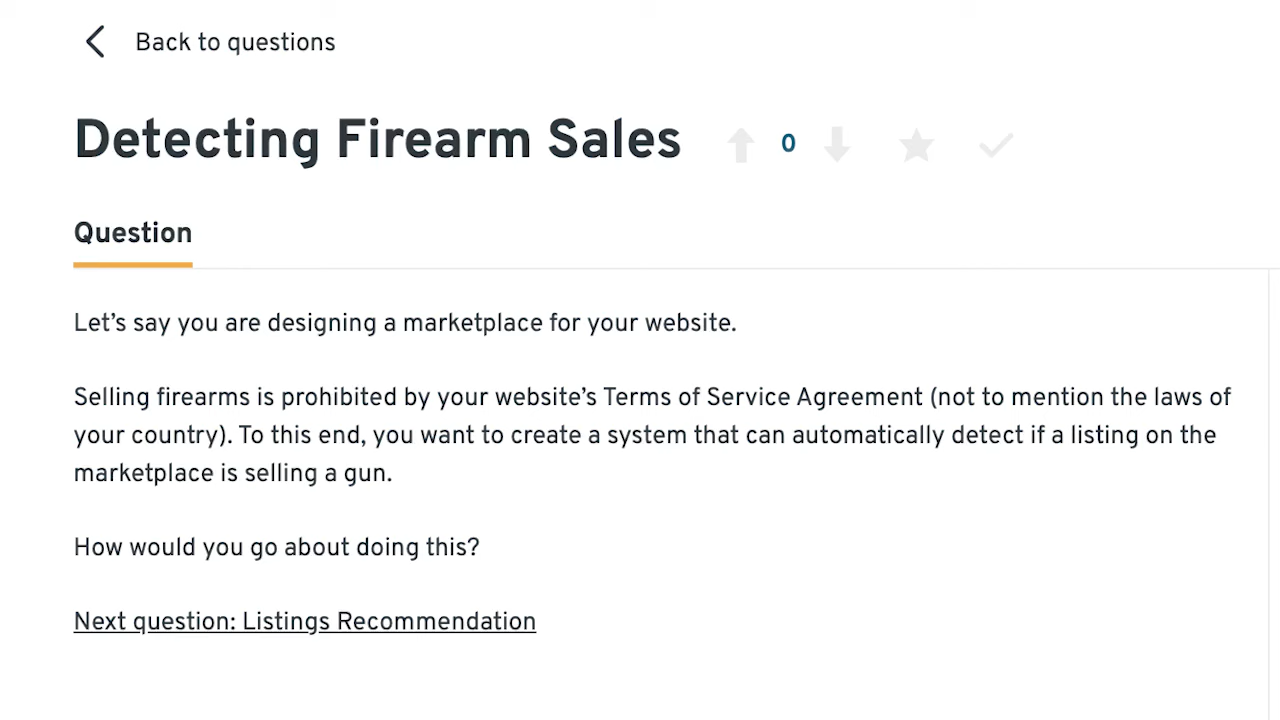 Back to questions
Detecting Firearm Sales 0
Question
Let's say you are designing a marketplace for your website.
Selling firearms is prohibited by your website's Terms of Service Agreement (not to mention the laws of
your country). To this end, you want to create a system that can automatically detect if a listing on the
marketplace is selling a gun.
How would you go about doing this?
Next question: Listings Recommendation